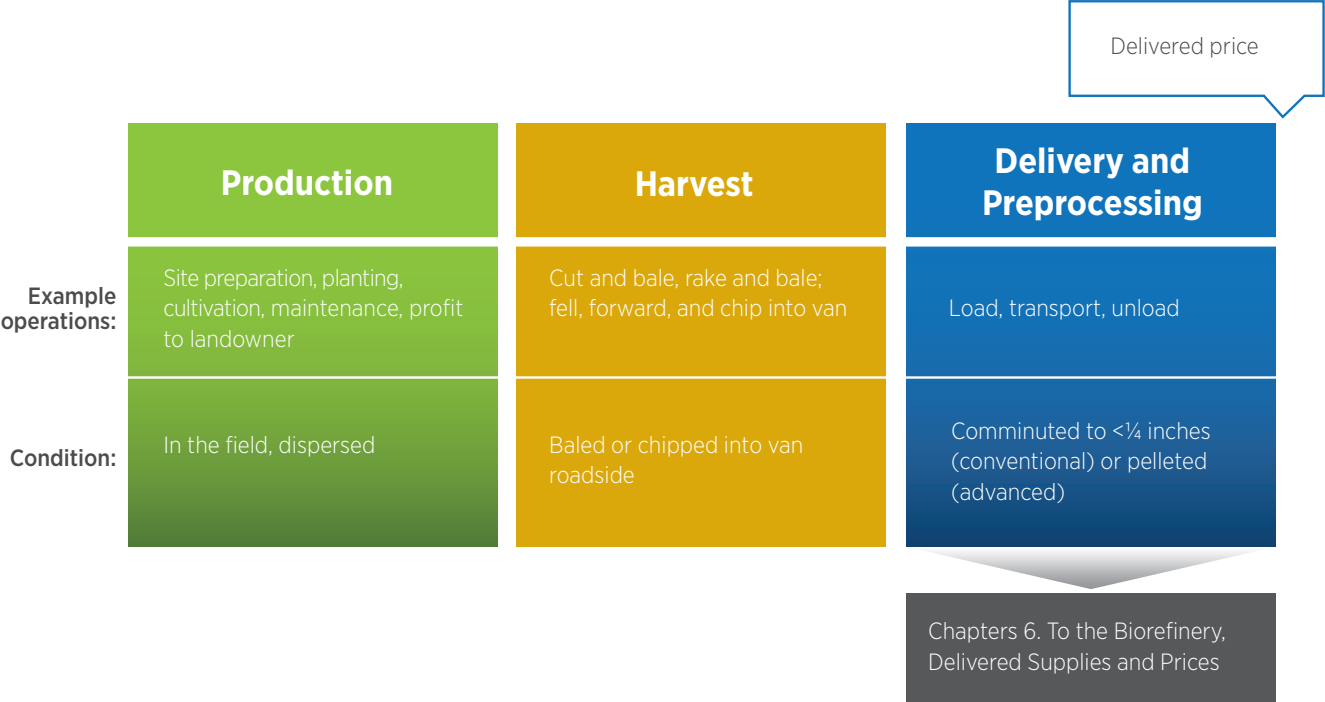 Delivered price
Production
Harvest
Delivery and
Preprocessing
Example
operations:
Site preparation, planting,
cultivation, maintenance, profit
to landowner
Cut and bale, rake and bale;
fell, forward, and chip into van
Load, transport, unload
Condition:
In the field, dispersed
Baled or chipped into van
roadside
Comminuted to <¼ inches
(conventional) or pelleted
(advanced)
Chapters 6. To the Biorefinery,
Delivered Supplies and Prices